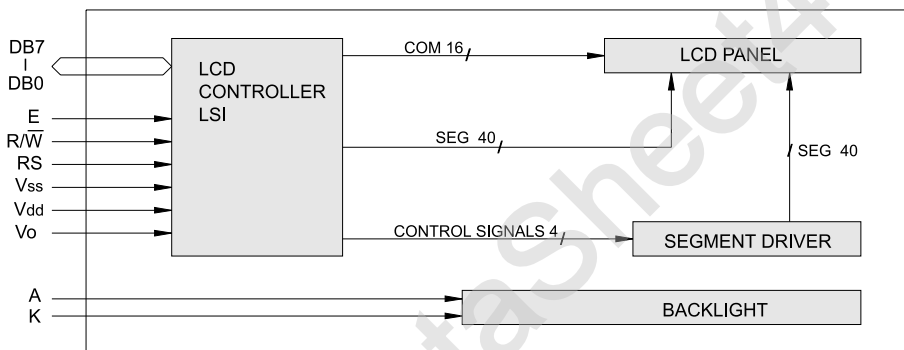 DB7
DB0
E
R/W̅
RS
Vss
Vdd
Vo
A
K
LCD
CONTROLLER
LSI
COM 16
SEG 40
CONTROL SIGNALS 4
LCD PANEL
SEG 40
SEGMENT DRIVER
BACKLIGHT
taSheet4